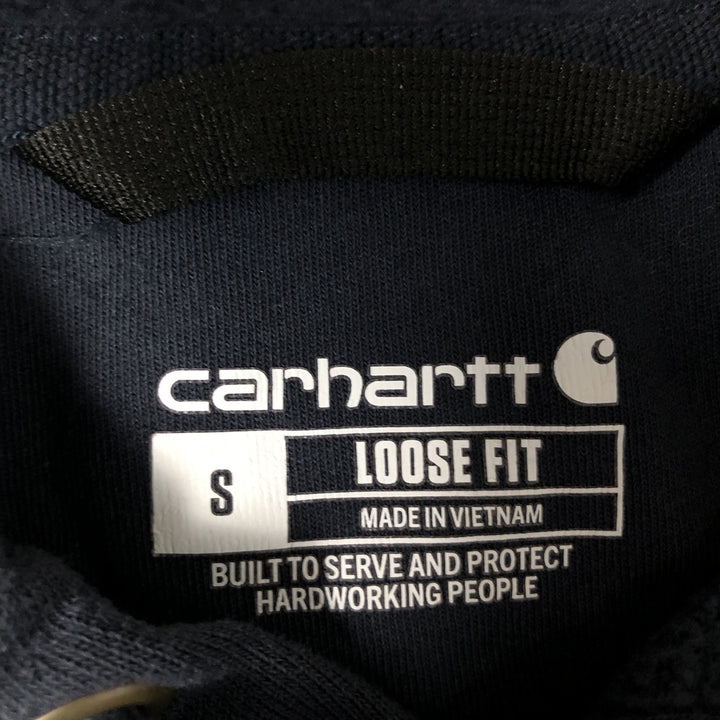 carhartt
S
LOOSE FIT
MADE IN VIETNAM
BUILT TO SERVE AND PROTECT
HARDWORKING PEOPLE